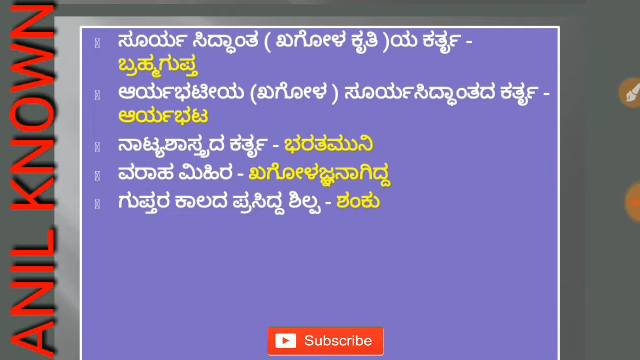 ANIL KNOWN
ಸೂರ್ಯ ಸಿದ್ಧಾಂತ ( ಖಗೋಳ ಕೃತಿ )ಯ ಕರ್ತೃ -
ಬ್ರಹ್ಮಗುಪ್ತ
ಆರ್ಯಭಟೀಯ (ಖಗೋಳ ) ಸೂರ್ಯಸಿದ್ಧಾಂತದ ಕರ್ತೃ -
ಆರ್ಯಭಟ
ನಾಟ್ಯಶಾಸ್ತ್ರದ ಕರ್ತೃ - ಭರತಮುನಿ
ವರಾಹ ಮಿಹಿರ - ಖಗೋಳಜ್ಞನಾಗಿದ್ದ
ಗುಪ್ತರ ಕಾಲದ ಪ್ರಸಿದ್ದ ಶಿಲ್ಪ - ಶಂಕು
Subscribe